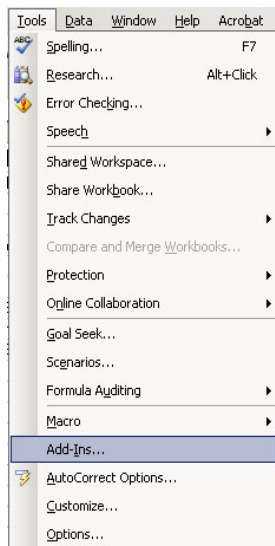 Tools Data Window Help Acrobat
Spelling... F7
Research... Alt+Click
Error Checking...
Speech
Shared Workspace...
Share Workbook...
Track Changes
Compare and Merge Workbooks...
Protection
Online Collaboration
Goal Seek...
Scenarios...
Formula Auditing
Macro
Add-Ins...
AutoCorrect Options...
Customize...
Options...